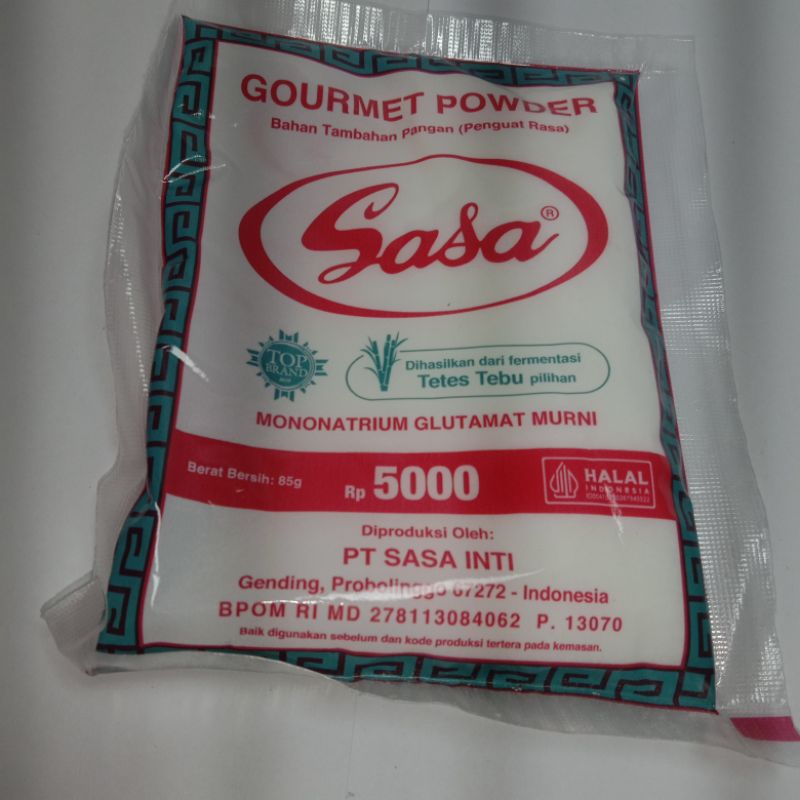 GOURMET POWDER
Bahan Tambahan Pangan (Penguat Rasa)
Sasa®
TOP
BRAND
Dihasilkan dari fermentasi
Tetes Tebu pilihan
MONONATRIUM GLUTAMAT MURNI
Berat Bersih: 85g
Rp 5000
HALAL
INDONESIA
Diproduksi Oleh:
PT SASA INTI
Gending, Probolinggo 67272 - Indonesia
BPOM RI MD 278113084062 P. 13070
Baik digunakan sebelum dan kode produksi tertera pada kemasan.